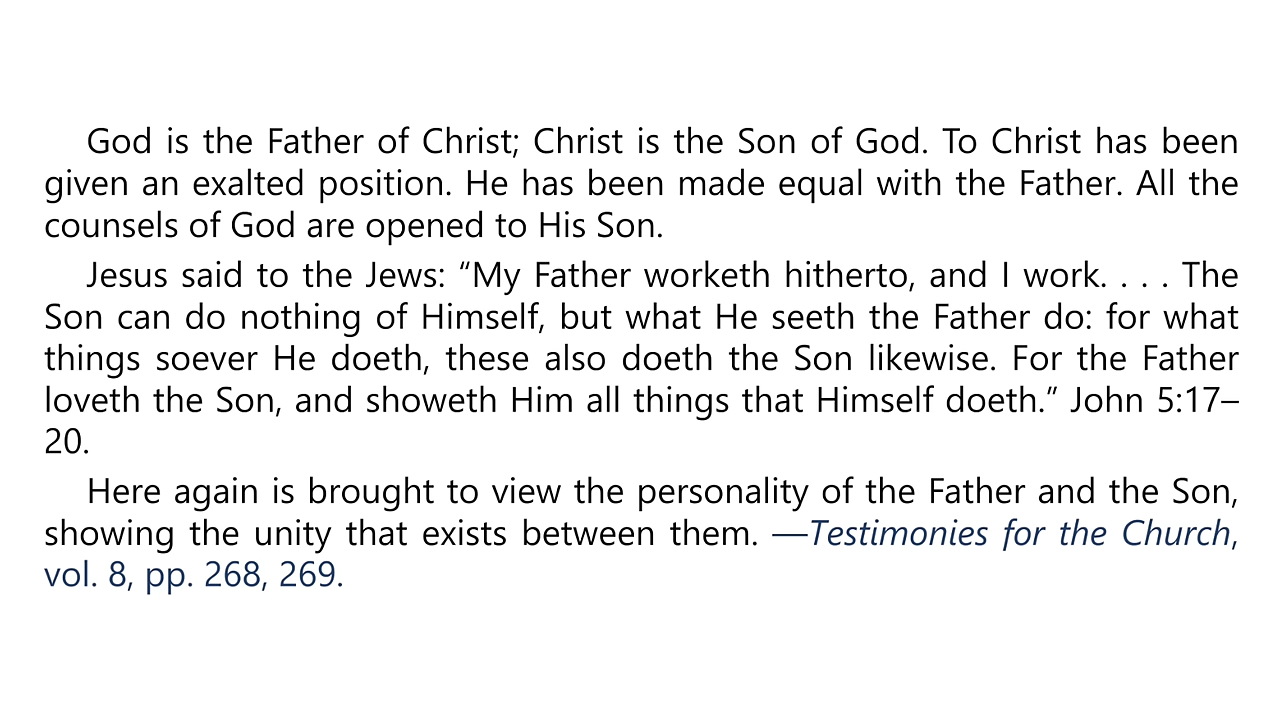 God is the Father of Christ; Christ is the Son of God. To Christ has been
given an exalted position. He has been made equal with the Father. All the
counsels of God are opened to His Son.
Jesus said to the Jews: “My Father worketh hitherto, and I work. . . . The
Son can do nothing of Himself, but what He seeth the Father do: for what
things soever He doeth, these also doeth the Son likewise. For the Father
loveth the Son, and showeth Him all things that Himself doeth.” John 5:17–
20.
Here again is brought to view the personality of the Father and the Son,
showing the unity that exists between them. —Testimonies for the Church,
vol. 8, pp. 268, 269.